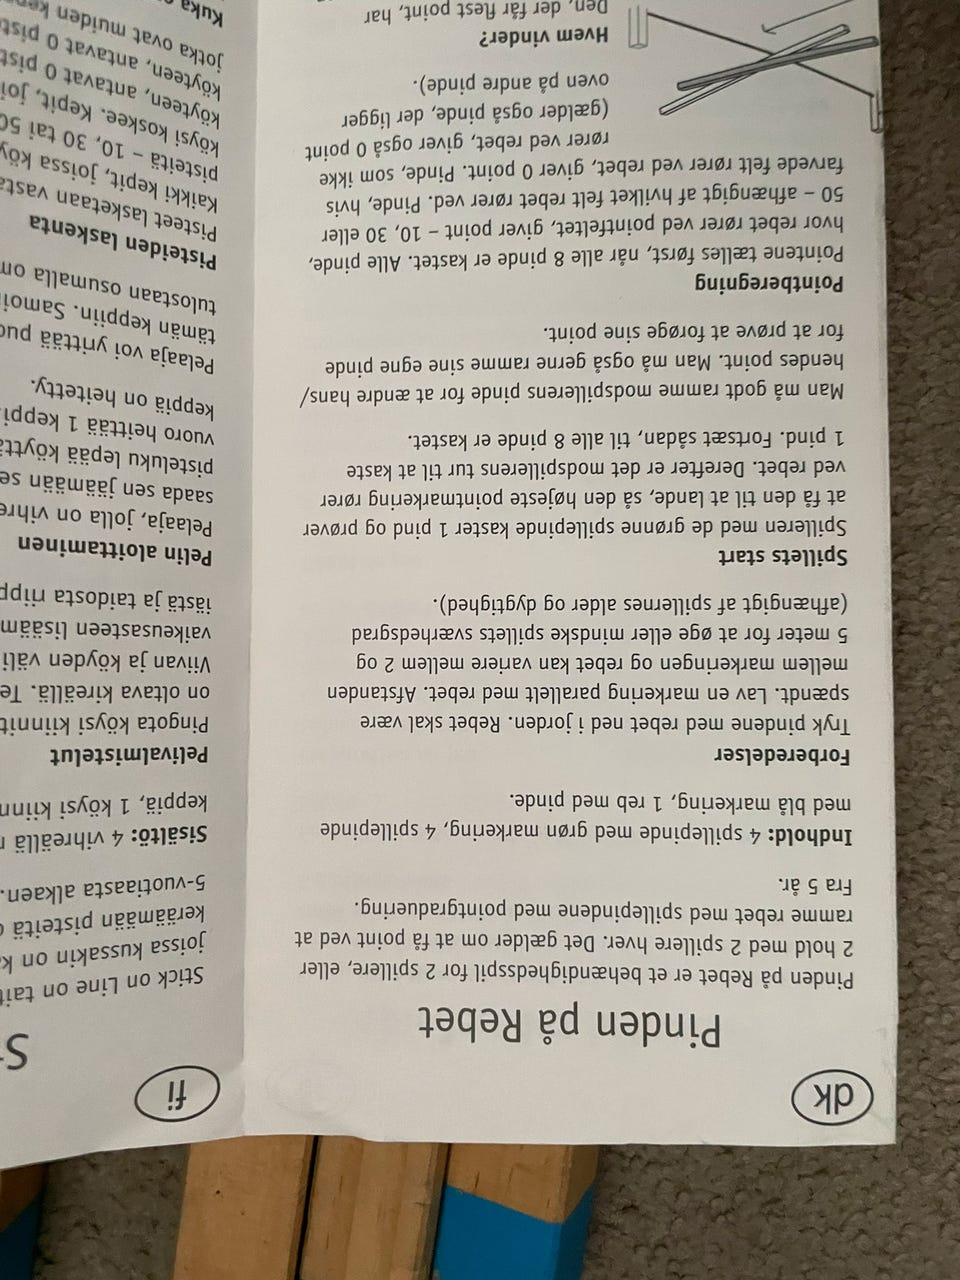 dk
Pinden på Rebet
Pinden på Rebet er et behændighedsspil for 2 spillere, eller
2 hold med 2 spillere hver. Det gælder om at få point ved at
ramme rebet med spillepindene med pointgraduering.
Fra 5 år.
Indhold: 4 spillepinde med grøn markering, 4 spillepinde
med blå markering, 1 reb med pinde.
Forberedelser
Tryk pindene med rebet ned i jorden. Rebet skal være
spændt. Lav en markering parallelt med rebet. Afstanden
mellem markeringen og rebet kan variere mellem 2 og
5 meter for at øge eller mindske spillets sværhedsgrad
(afhængigt af spillernes alder og dygtighed).
Spillets start
Spilleren med de grønne spillepinde kaster 1 pind og prøver
at få den til at lande, så den højeste pointmarkering rører
ved rebet. Derefter er det modspillerens tur til at kaste
1 pind. Fortsæt sådan, til alle 8 pinde er kastet.
Man må godt ramme modspillerens pinde for at ændre hans/
hendes point. Man må også gerne ramme sine egne pinde
for at prøve at forøge sine point.
Pointberegning
Pointene tælles først, når alle 8 pinde er kastet. Alle pinde,
hvor rebet rører ved pointfeltet, giver point – 10, 30 eller
50 – afhængigt af hvilket felt rebet rører ved. Pinde, hvis
farvede felt rører ved rebet, giver 0 point. Pinde, som ikke
rører ved rebet, giver også 0 point
(gælder også pinde, der ligger
oven på andre pinde).
Hvem vinder?
Den, der får flest point, har
fi
Stick on Line on
joissa kussakin on
keräämään pisteitä
5-vuotiaasta alkaen.
Sisältö: 4 vihreällä
keppiä, 1 köysi
Pelivalmistelut
Pingota köysi
on oltava kireällä.
Viivan ja köyden
vaikeusasteen
iästä ja taidosta
Pelin aloittaminen
Pelaaja, jolla on
saada sen jäämään
pisteluku lepää
vuoro heittää 1
keppiä on heitetty.
Pelaaja voi yrittää
tämän keppiin.
tulostaan osumalla
Pisteiden laskenta
Pisteet lasketaan
Kaikki kepit, joissa
pisteitä – 10, 30 tai 50
köysi koskee. Kepit,
köyteen, antavat 0
köyteen, antavat 0
jotka ovat muiden
Kuka